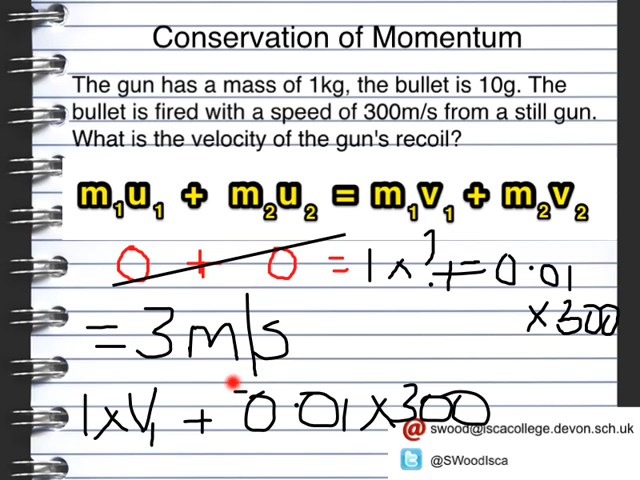 Conservation of Momentum
The gun has a mass of 1kg, the bullet is 10g. The
bullet is fired with a speed of 300m/s from a still gun.
What is the velocity of the gun's recoil?
m₁u₁ + m₂u₂ = m₁v₁ + m₂v₂
0 + 0 = 1 x ? += 0.01
x 300
= 3 m/s
1 x V₁ + -0.01 x 300
@ swood@iscacollege.devon.sch.uk
@SWoodIsca